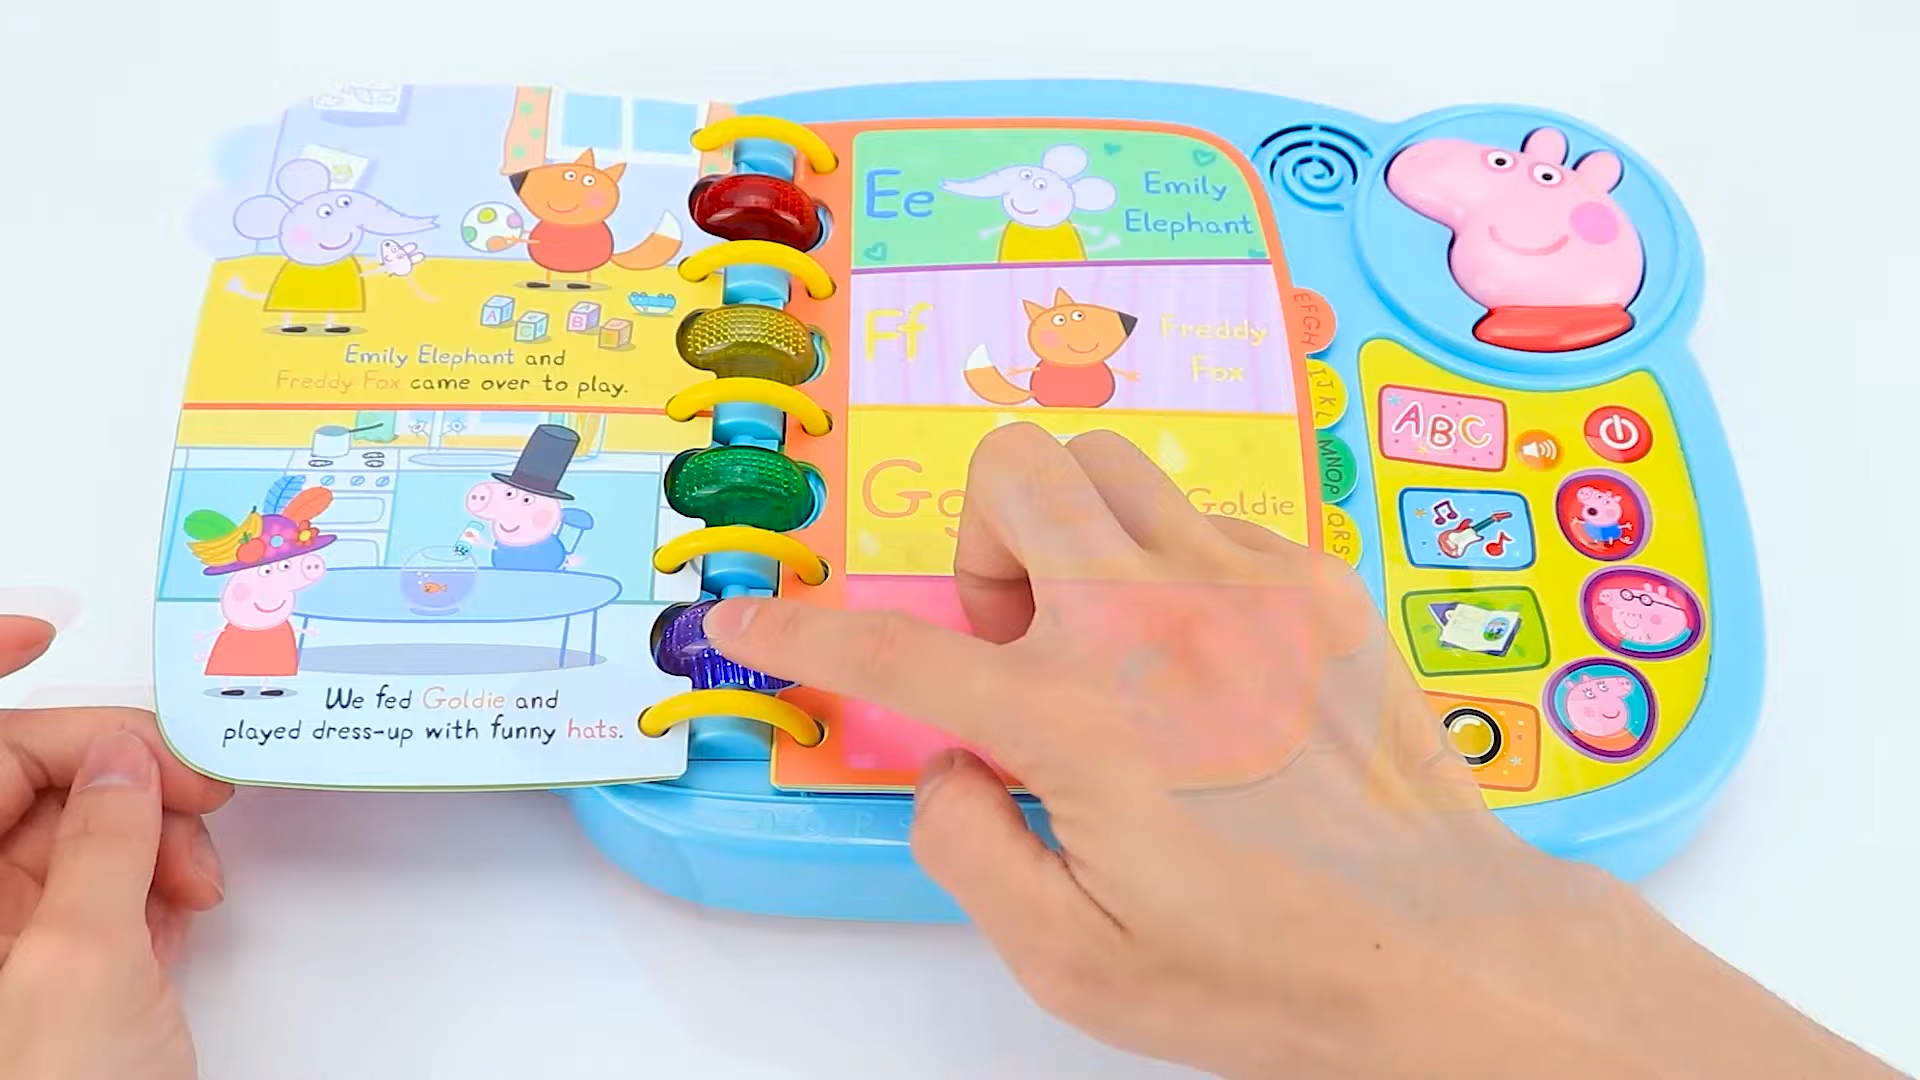 Emily Elephant and
Freddy Fox came over to play.
We fed Goldie and
played dress-up with funny hats.
Ee
Emily
Elephant
Ff
Freddy
Fox
Goldie
EFGH
IJKL
MNOP
QRS
ABC
A
C
B